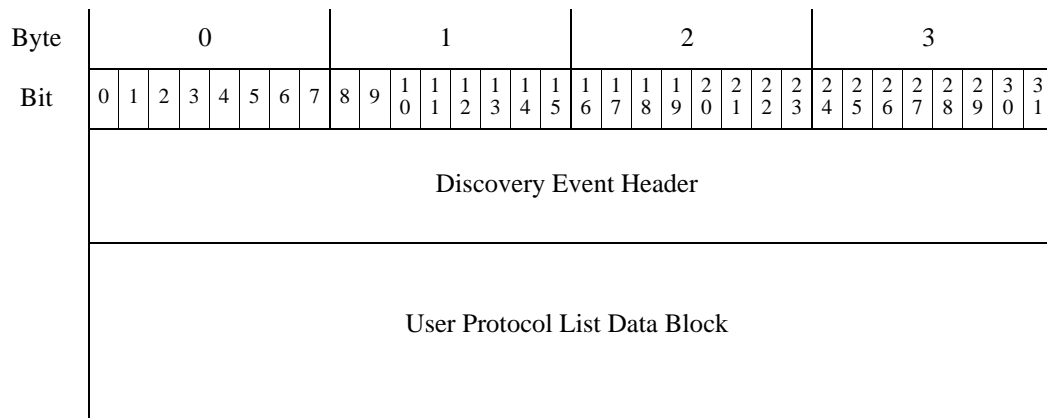 Byte 0 1 2 3
Bit 0 1 2 3 4 5 6 7 8 9 10 11 12 13 14 15 16 17 18 19 20 21 22 23 24 25 26 27 28 29 30 31
Discovery Event Header
User Protocol List Data Block